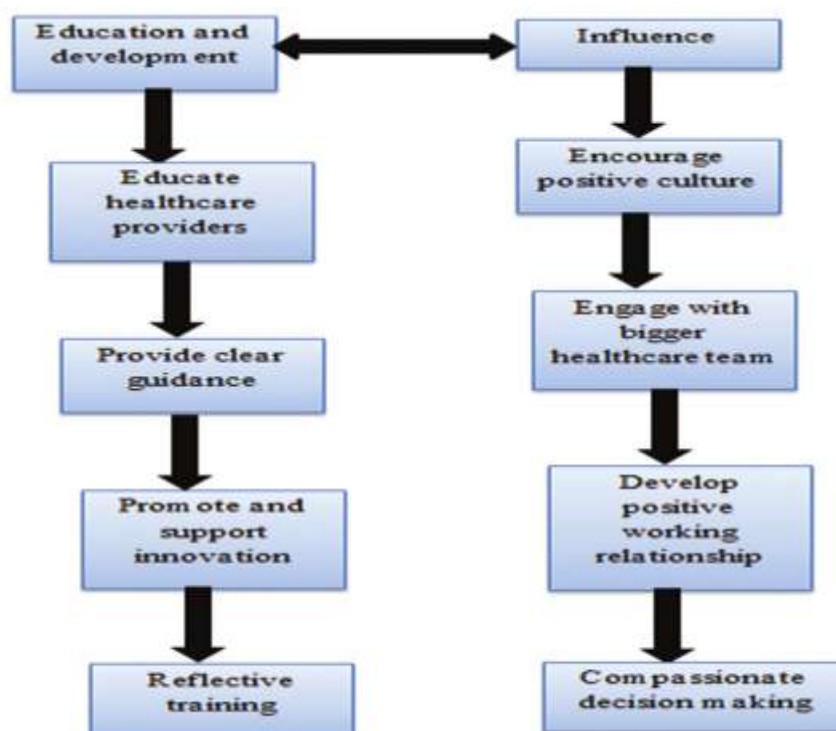 Education and
development
Educate
healthcare
providers
Provide clear
guidance
Promote and
support
innovation
Reflective
training
Influence
Encourage
positive culture
Engage with
bigger
healthcare team
Develop
positive
working
relationship
Compassionate
decision making